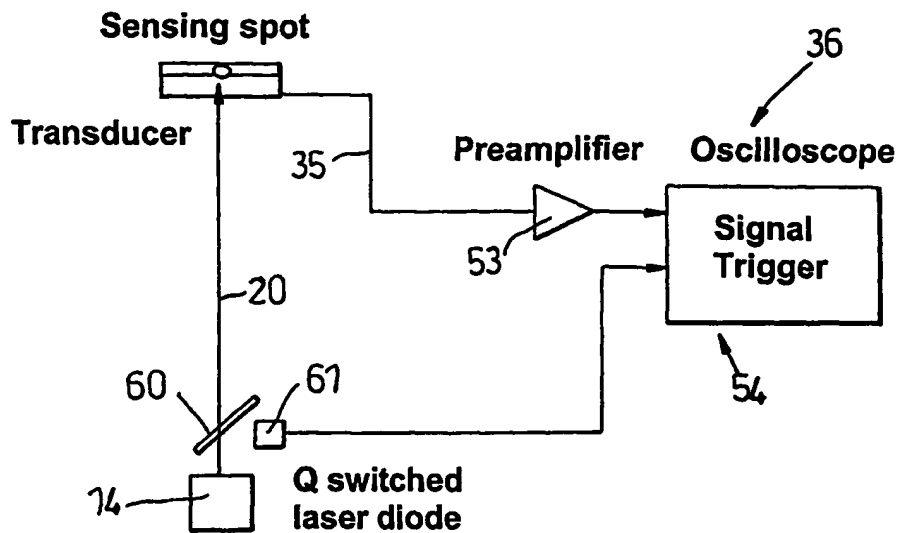 Sensing spot
36
Transducer
35
Preamplifier
Oscilloscope
53
Signal
Trigger
20
60
61
54
14
Q switched
laser diode